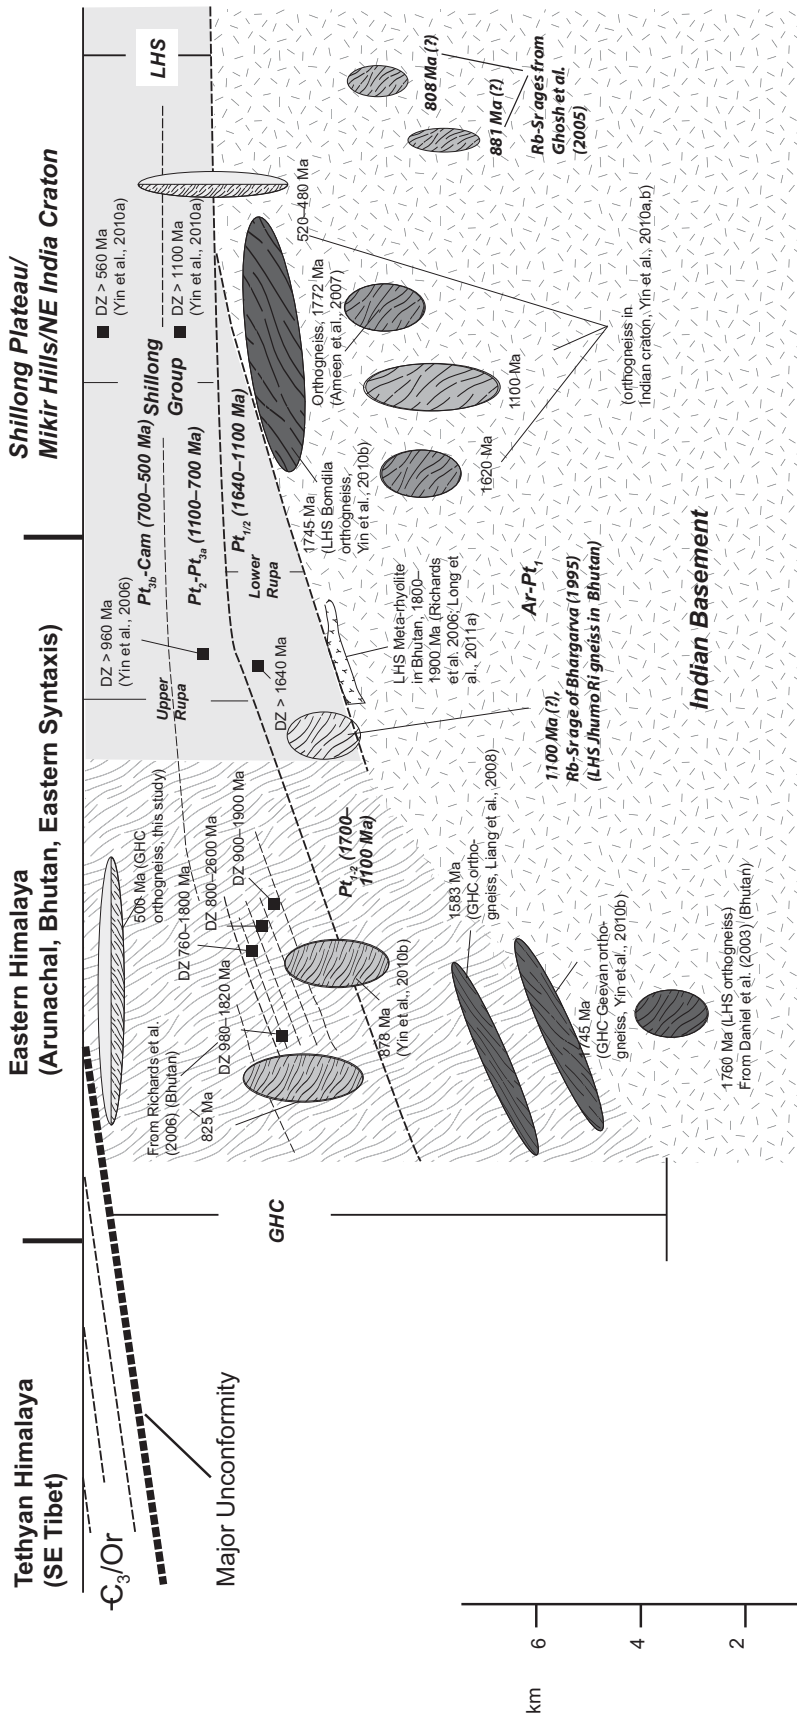 Tethyan Himalaya
(SE Tibet)
Eastern Himalaya
(Arunachal, Bhutan, Eastern Syntaxis)
Shillong Plateau/
Mikir Hills/NE India Craton
Ꞓ₃/Or
Major Unconformity
GHC
500 Ma (GHC
orthogneiss, this study)
From Richards et al.
(2006) (Bhutan)
825 Ma
DZ 980–1820 Ma
DZ 760–1800 Ma
DZ 800–2600 Ma
DZ 900–1900 Ma
878 Ma
(Yin et al., 2010b)
Pt₁₋₂ (1700–
1100 Ma)
1583 Ma
(GHC ortho-
gneiss, Liang et al., 2008)
1745 Ma
(GHC Geevan ortho-
gneiss, Yin et al., 2010b)
1760 Ma (LHS orthogneiss)
From Daniel et al. (2003) (Bhutan)
DZ > 960 Ma
(Yin et al., 2006)
Upper
Rupa
DZ > 1640 Ma
Lower
Rupa
Pt₃b-Cam (700–500 Ma)
Pt₂-Pt₃a (1100–700 Ma)
Pt₁/₂ (1640–1100 Ma)
Shillong
Group
DZ > 560 Ma
(Yin et al., 2010a)
DZ > 1100 Ma
(Yin et al., 2010a)
LHS
LHS Meta-rhyolite
in Bhutan, 1800–
1900 Ma (Richards
et al. 2006; Long et
al., 2011a)
1100 Ma (?),
Rb-Sr age of Bhargarva (1995)
(LHS Jhumo Ri gneiss in Bhutan)
1745 Ma
(LHS Bomdila
orthogneiss,
Yin et al., 2010b)
Orthogneiss, 1772 Ma
(Ameen et al., 2007)
520–480 Ma
1620 Ma
1100 Ma
(orthogneiss in
Indian craton, Yin et al., 2010a,b)
808 Ma (?)
881 Ma (?)
Rb-Sr ages from
Ghosh et al.
(2005)
Ar-Pt₁
Indian Basement
km
6
4
2